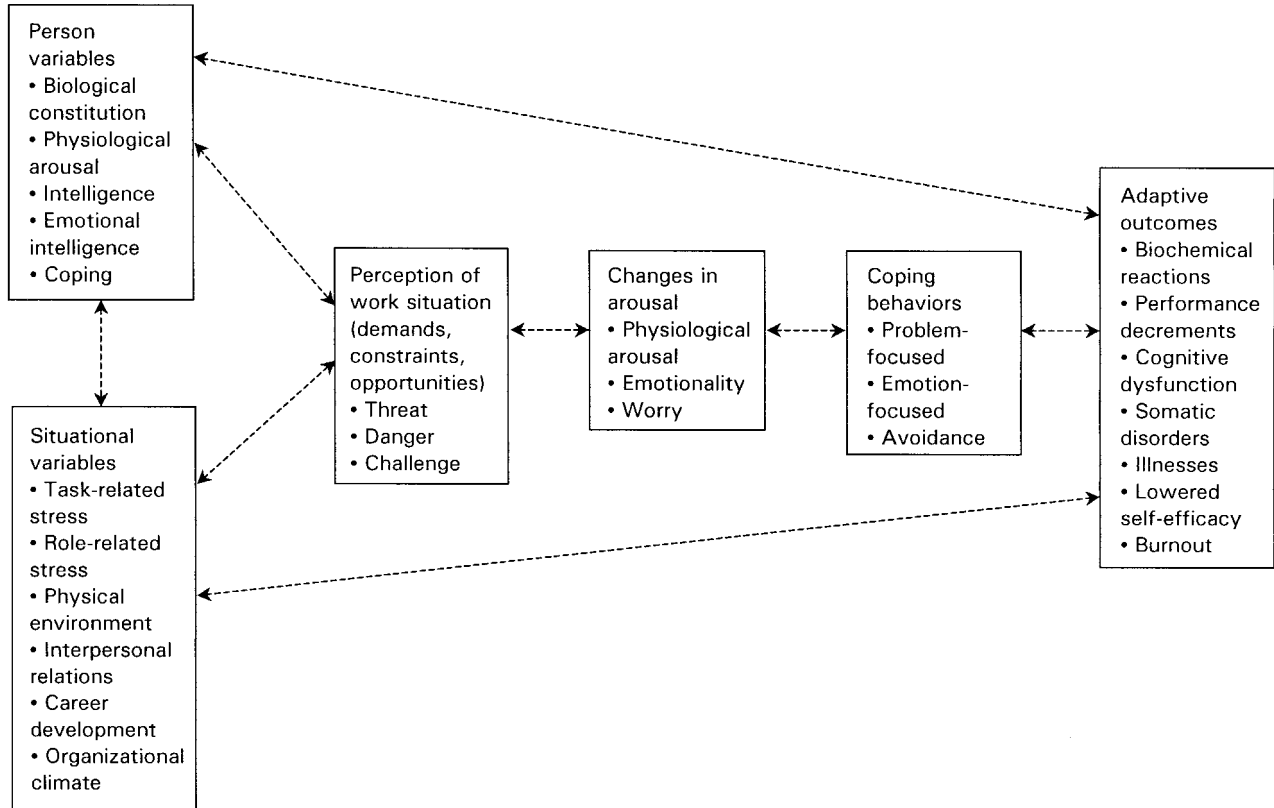 Person
variables
• Biological
constitution
• Physiological
arousal
• Intelligence
• Emotional
intelligence
• Coping
Situational
variables
• Task-related
stress
• Role-related
stress
• Physical
environment
• Interpersonal
relations
• Career
development
• Organizational
climate
Perception of
work situation
(demands,
constraints,
opportunities)
• Threat
• Danger
• Challenge
Changes in
arousal
• Physiological
arousal
• Emotionality
• Worry
Coping
behaviors
• Problem-
focused
• Emotion-
focused
• Avoidance
Adaptive
outcomes
• Biochemical
reactions
• Performance
decrements
• Cognitive
dysfunction
• Somatic
disorders
• Illnesses
• Lowered
self-efficacy
• Burnout